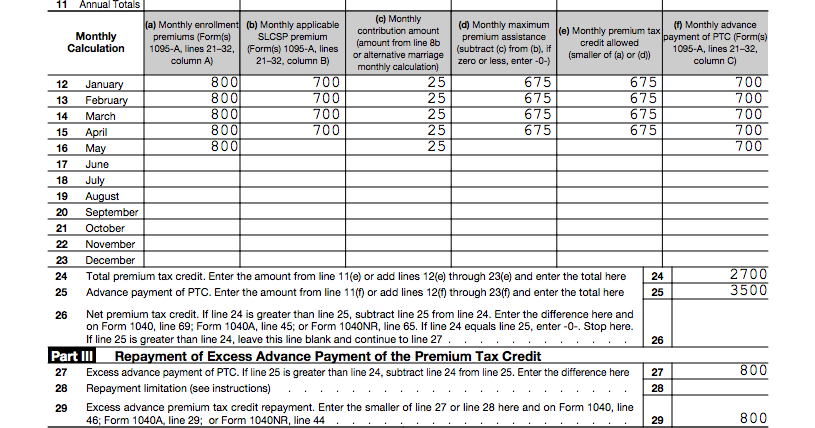 11 Annual Totals
Monthly Calculation
(a) Monthly enrollment premiums (Form(s) 1095-A, lines 21–32, column A)
(b) Monthly applicable SLCSP premium (Form(s) 1095-A, lines 21–32, column B)
(c) Monthly contribution amount (amount from line 8b or alternative marriage monthly calculation)
(d) Monthly maximum premium assistance (subtract (c) from (b), if zero or less, enter -0-)
(e) Monthly premium tax credit allowed (smaller of (a) or (d))
(f) Monthly advance payment of PTC (Form(s) 1095-A, lines 21–32, column C)
12 January 800 700 25 675 675 700
13 February 800 700 25 675 675 700
14 March 800 700 25 675 675 700
15 April 800 700 25 675 675 700
16 May 800 25 700
17 June
18 July
19 August
20 September
21 October
22 November
23 December
24 Total premium tax credit. Enter the amount from line 11(e) or add lines 12(e) through 23(e) and enter the total here 24 2700
25 Advance payment of PTC. Enter the amount from line 11(f) or add lines 12(f) through 23(f) and enter the total here 25 3500
26 Net premium tax credit. If line 24 is greater than line 25, subtract line 25 from line 24. Enter the difference here and
on Form 1040, line 69; Form 1040A, line 45; or Form 1040NR, line 65. If line 24 equals line 25, enter -0-. Stop here.
If line 25 is greater than line 24, leave this line blank and continue to line 27 . . . . . . . . . . . 26
Part III Repayment of Excess Advance Payment of the Premium Tax Credit
27 Excess advance payment of PTC. If line 25 is greater than line 24, subtract line 24 from line 25. Enter the difference here 27 800
28 Repayment limitation (see instructions) . . . . . . . . . . . . . . . . . 28
29 Excess advance premium tax credit repayment. Enter the smaller of line 27 or line 28 here and on Form 1040, line
46; Form 1040A, line 29; or Form 1040NR, line 44 . . . . . . . . . . . . . . . . 29 800